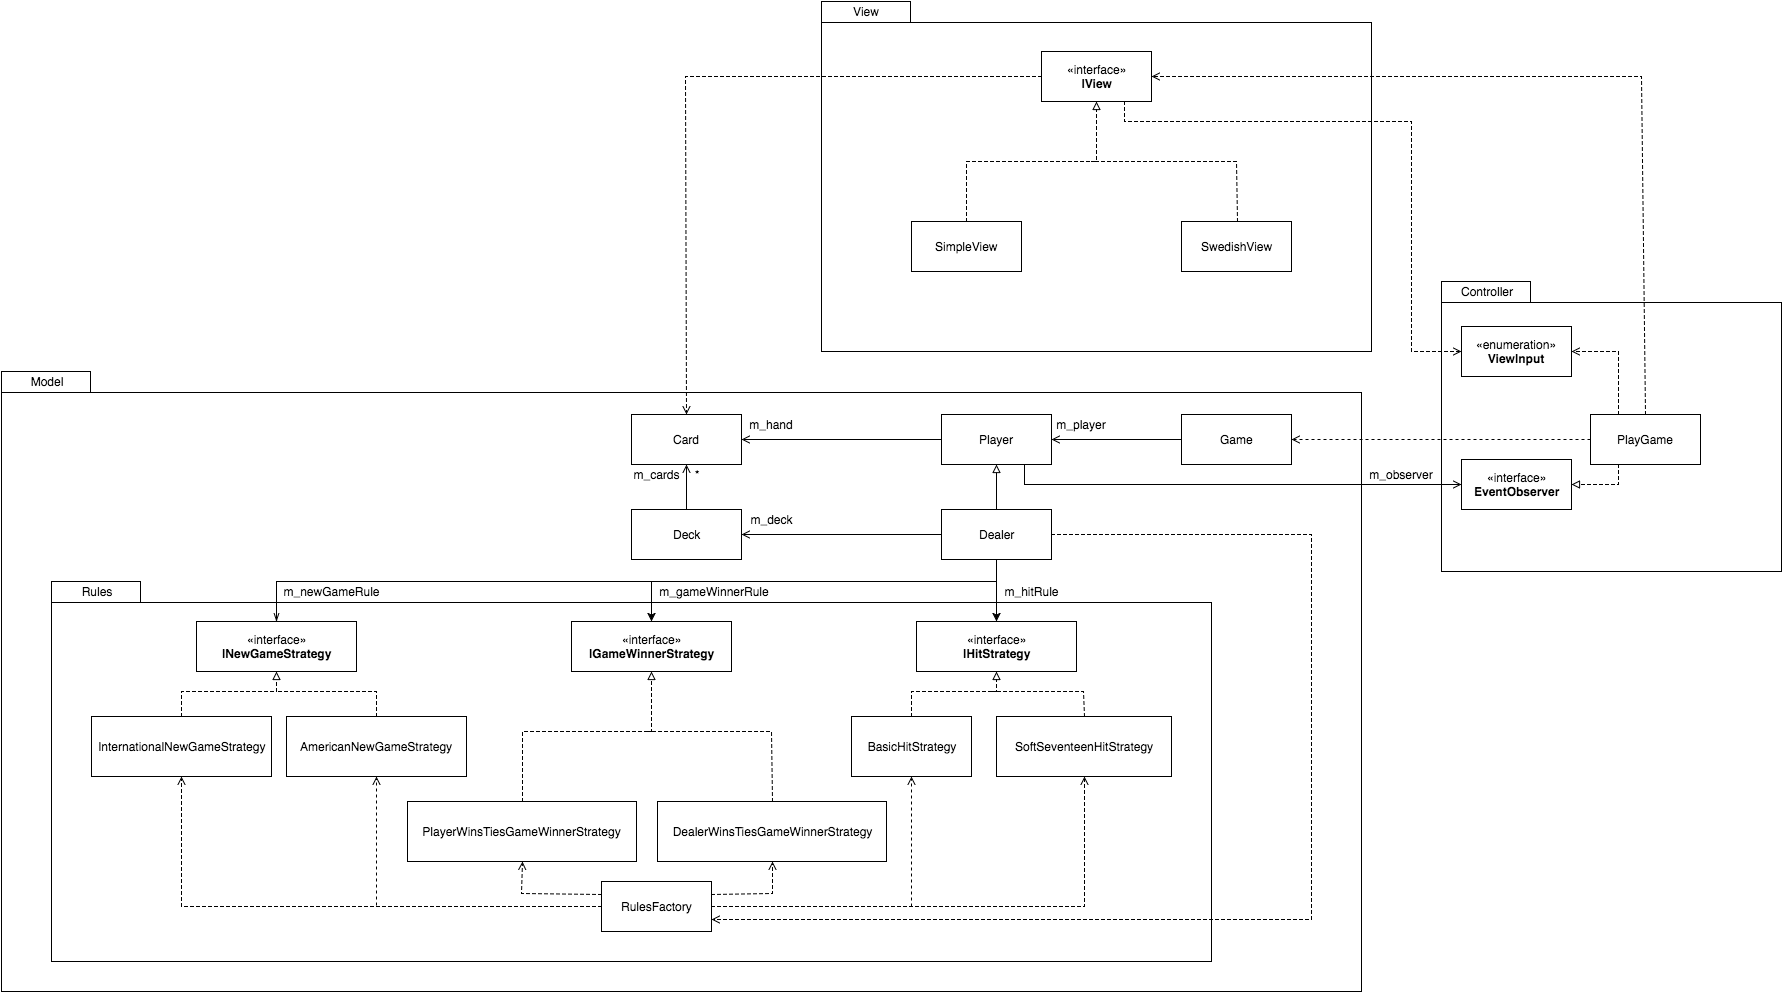 View
«interface»
IView
SimpleView
SwedishView
Controller
«enumeration»
ViewInput
Model
Card
m_hand
Player
m_player
Game
PlayGame
m_cards
*
m_observer
«interface»
EventObserver
Deck
m_deck
Dealer
Rules
m_newGameRule
m_gameWinnerRule
m_hitRule
«interface»
INewGameStrategy
«interface»
IGameWinnerStrategy
«interface»
IHitStrategy
InternationalNewGameStrategy
AmericanNewGameStrategy
BasicHitStrategy
SoftSeventeenHitStrategy
PlayerWinsTiesGameWinnerStrategy
DealerWinsTiesGameWinnerStrategy
RulesFactory